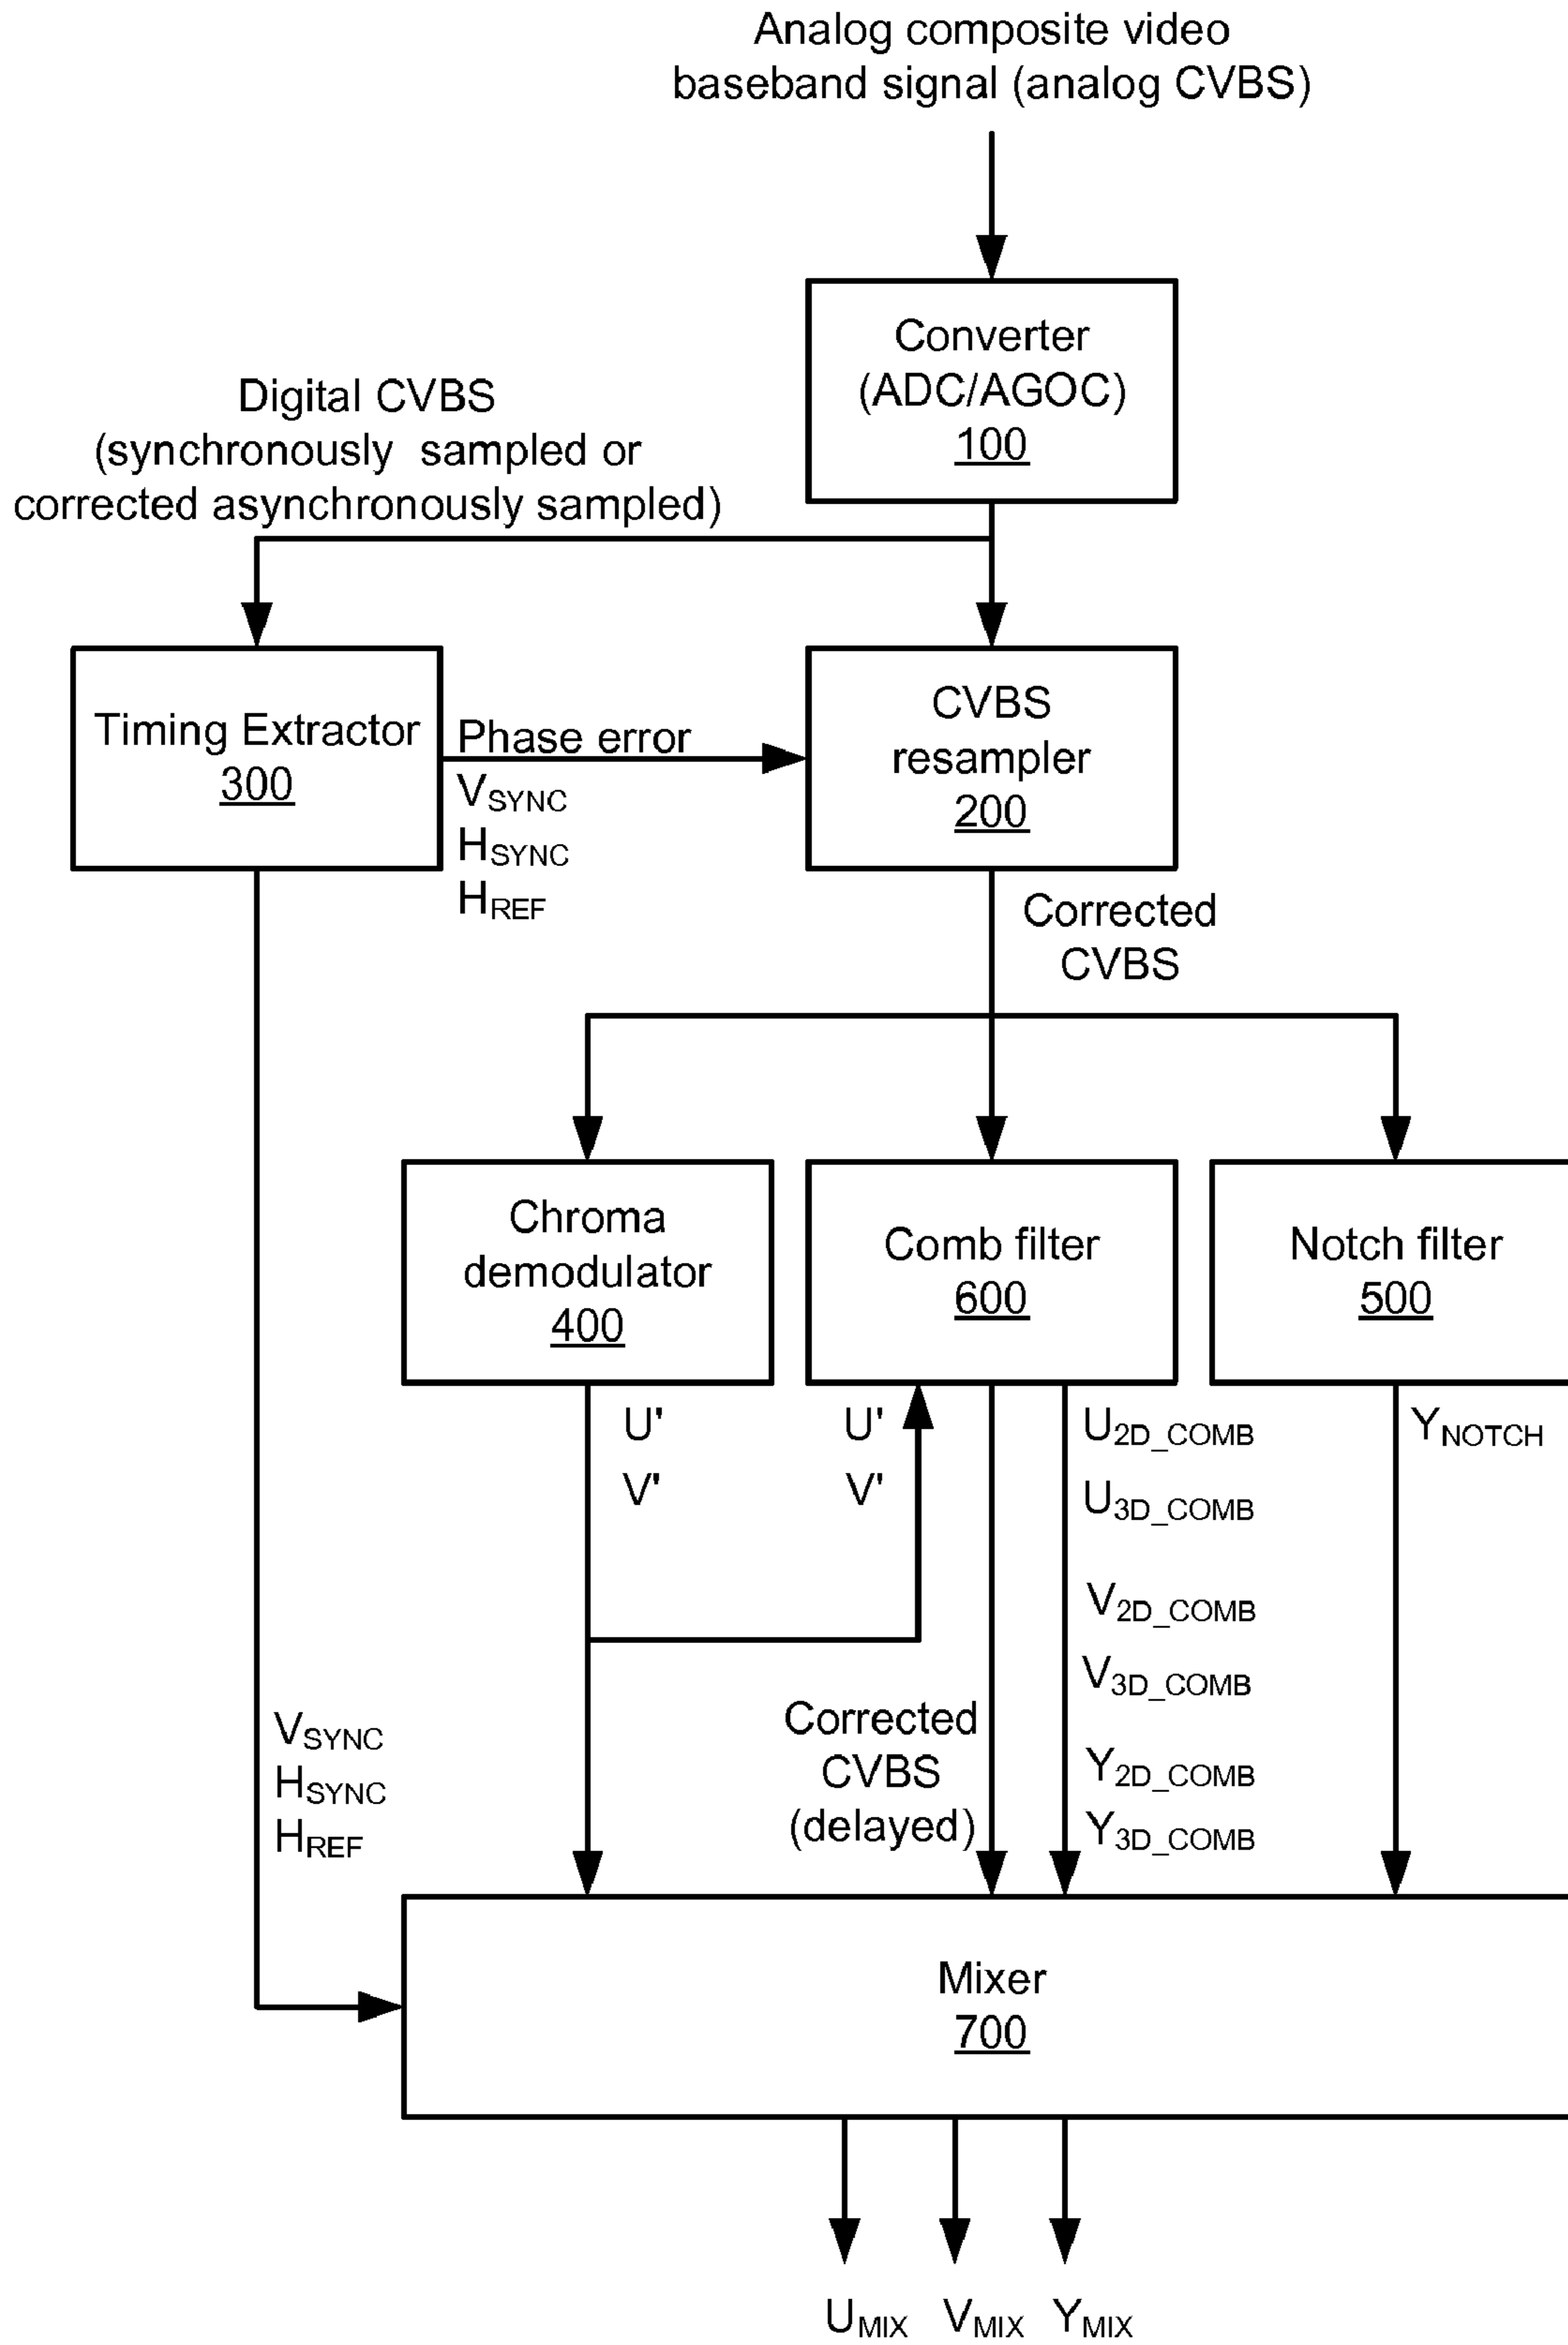 Analog composite video
baseband signal (analog CVBS)
Converter
(ADC/AGOC)
100
Digital CVBS
(synchronously sampled or
corrected asynchronously sampled)
Timing Extractor
300
Phase error
VSYNC
HSYNC
HREF
CVBS
resampler
200
Corrected
CVBS
Chroma
demodulator
400
Comb filter
600
Notch filter
500
U'
V'
U'
V'
U2D_COMB
U3D_COMB
V2D_COMB
V3D_COMB
Y2D_COMB
Y3D_COMB
YNOTCH
Corrected
CVBS
(delayed)
VSYNC
HSYNC
HREF
Mixer
700
UMIX VMIX YMIX